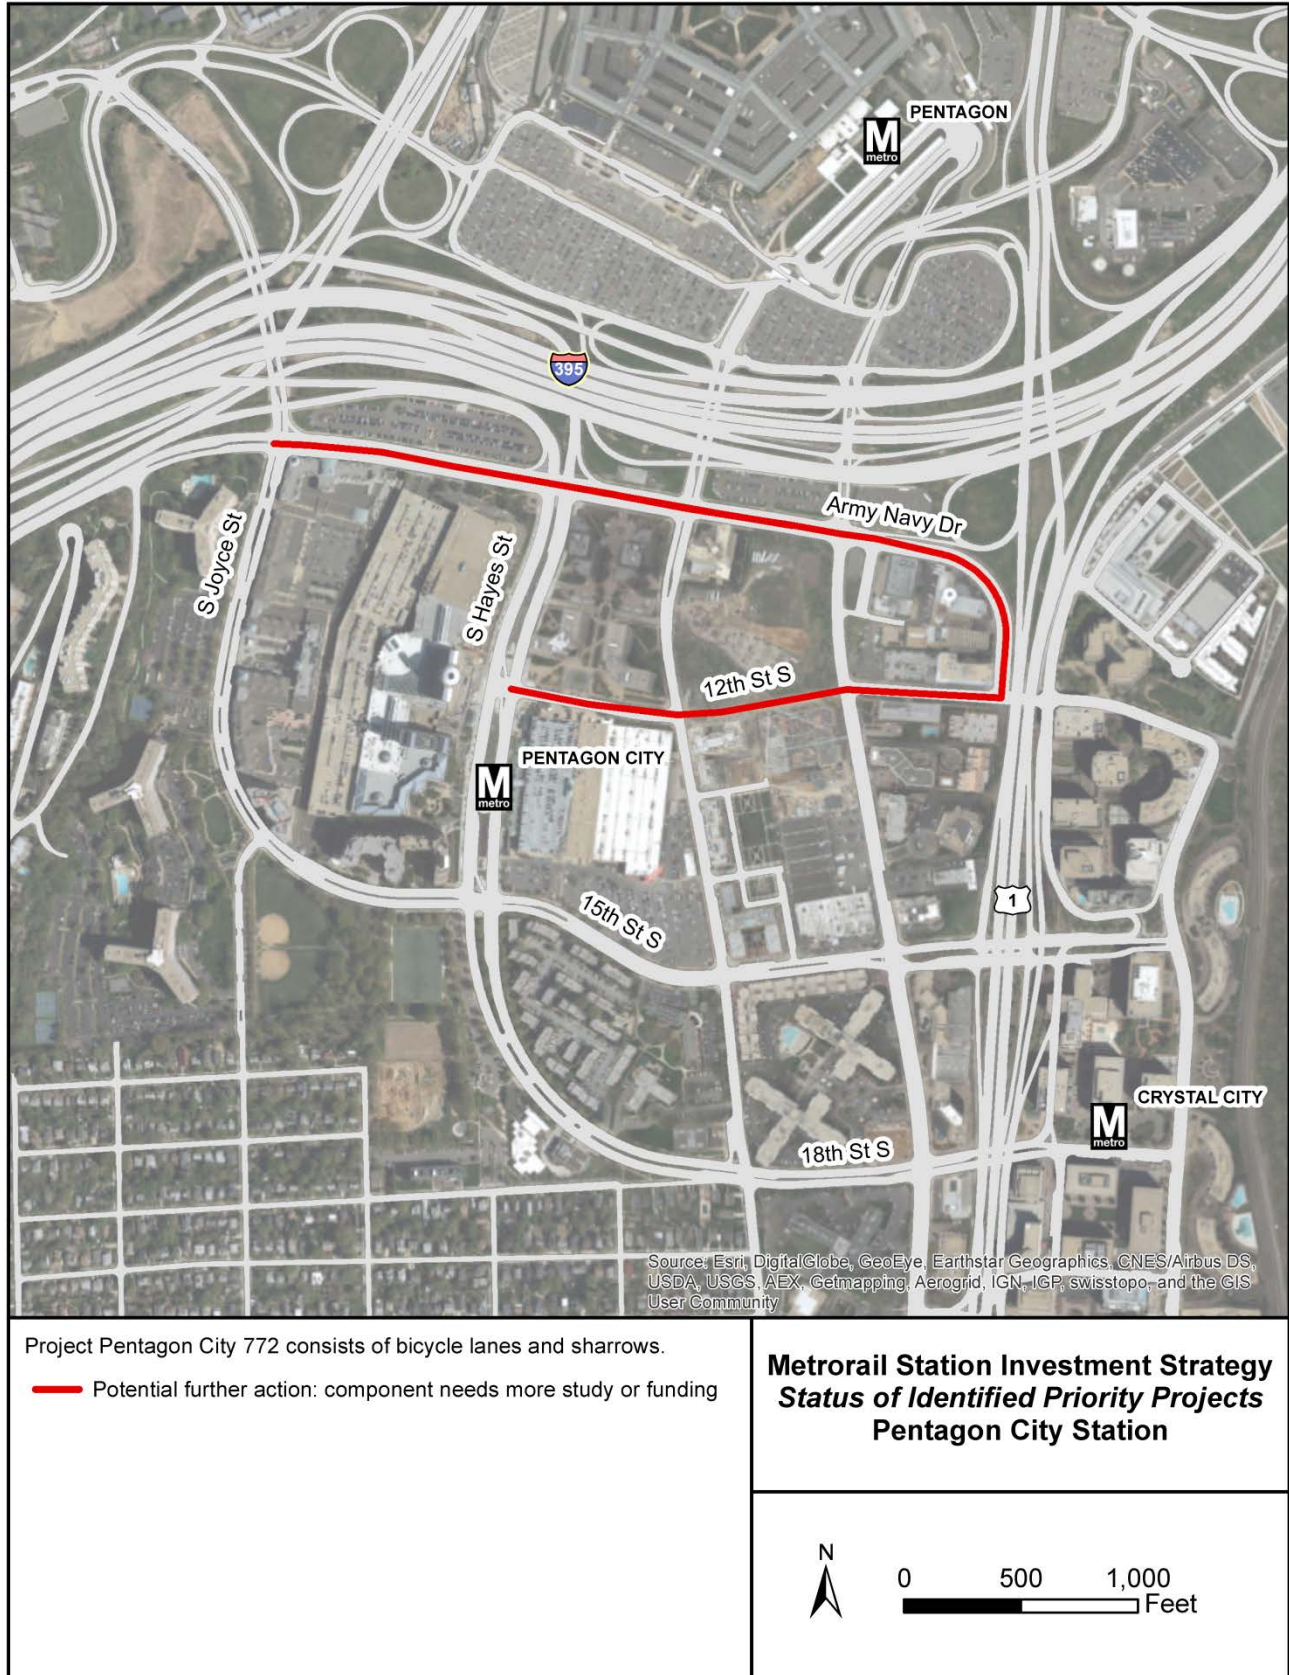 PENTAGON
M
metro
395
Army Navy Dr
S Joyce St
S Hayes St
12th St S
PENTAGON CITY
M
metro
1
15th St S
CRYSTAL CITY
M
metro
18th St S
Source: Esri, DigitalGlobe, GeoEye, Earthstar Geographics, CNES/Airbus DS,
USDA, USGS, AEX, Getmapping, Aerogrid, IGN, IGP, swisstopo, and the GIS
User Community
Project Pentagon City 772 consists of bicycle lanes and sharrows.
Potential further action: component needs more study or funding
Metrorail Station Investment Strategy
Status of Identified Priority Projects
Pentagon City Station
N
0 500 1,000
Feet